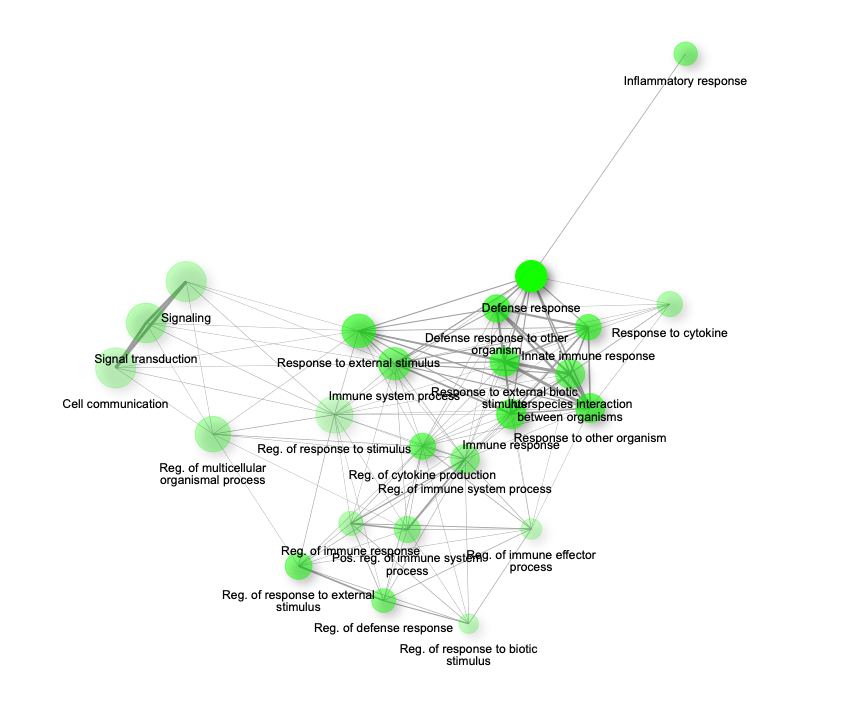 Inflammatory response
Signaling
Defense response
Response to cytokine
Defense response to other
organism
Signal transduction
Innate immune response
Response to external stimulus
Immune system process
Response to external biotic
stimulus
Cell communication
Interspecies interaction
between organisms
Response to other organism
Immune response
Reg. of response to stimulus
Reg. of multicellular
organismal process
Reg. of cytokine production
Reg. of immune system process
Reg. of immune response
Pos. reg. of immune system
process
Reg. of immune effector
process
Reg. of response to external
stimulus
Reg. of defense response
Reg. of response to biotic
stimulus